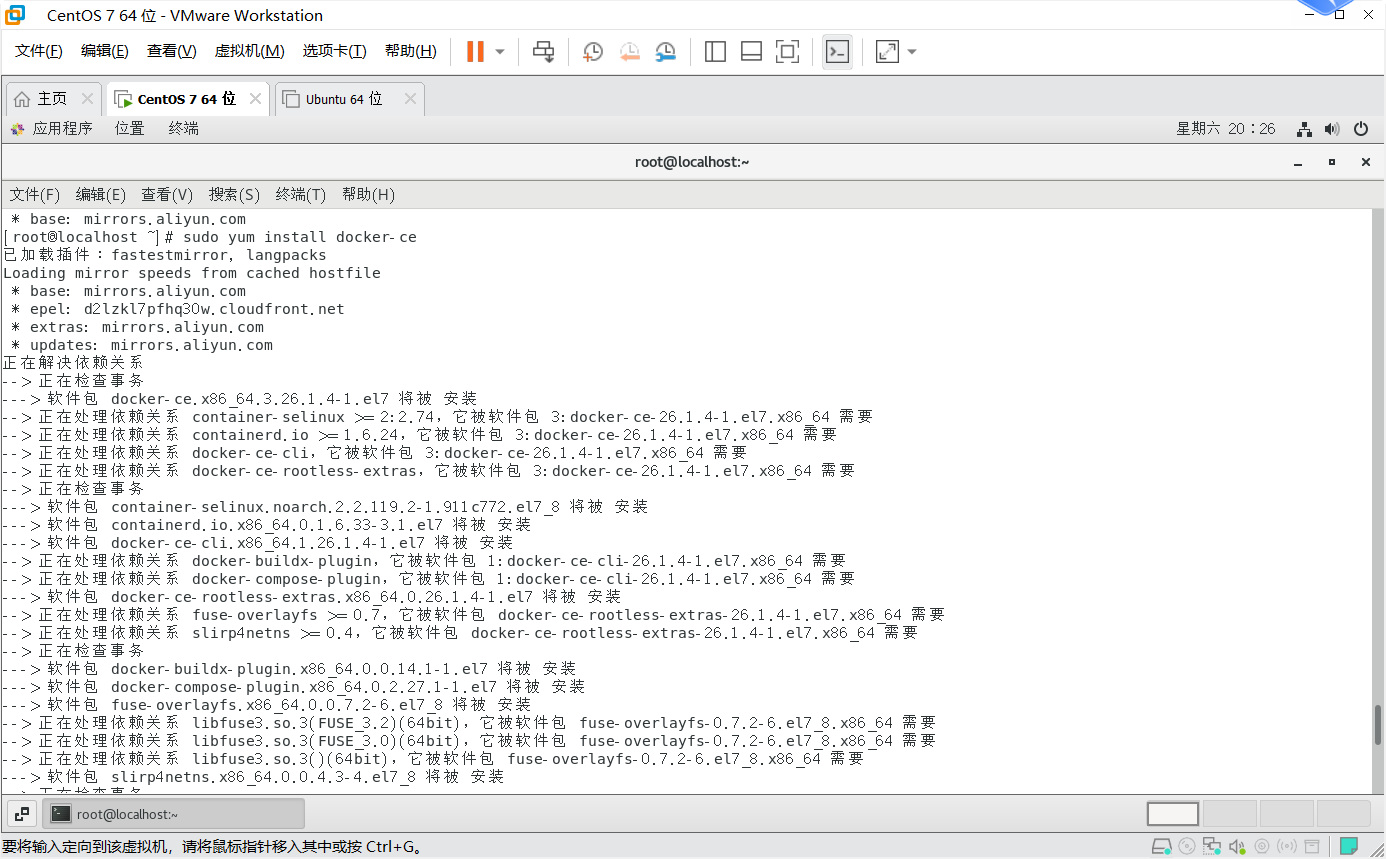 CentOS 7 64 位 - VMware Workstation
文件(F) 编辑(E) 查看(V) 虚拟机(M) 选项卡(T) 帮助(H)
主页 CentOS 7 64 位 Ubuntu 64 位
应用程序 位置 终端 星期六 20：26
root@localhost:~
文件(F) 编辑(E) 查看(V) 搜索(S) 终端(T) 帮助(H)
 * base: mirrors.aliyun.com
[root@localhost ~]# sudo yum install docker-ce
已加载插件：fastestmirror, langpacks
Loading mirror speeds from cached hostfile
 * base: mirrors.aliyun.com
 * epel: d2lzkl7pfhq30w.cloudfront.net
 * extras: mirrors.aliyun.com
 * updates: mirrors.aliyun.com
正在解决依赖关系
--> 正在检查事务
---> 软件包 docker-ce.x86_64.3.26.1.4-1.el7 将被 安装
--> 正在处理依赖关系 container-selinux >= 2:2.74，它被软件包 3:docker-ce-26.1.4-1.el7.x86_64 需要
--> 正在处理依赖关系 containerd.io >= 1.6.24，它被软件包 3:docker-ce-26.1.4-1.el7.x86_64 需要
--> 正在处理依赖关系 docker-ce-cli，它被软件包 3:docker-ce-26.1.4-1.el7.x86_64 需要
--> 正在处理依赖关系 docker-ce-rootless-extras，它被软件包 3:docker-ce-26.1.4-1.el7.x86_64 需要
--> 正在检查事务
---> 软件包 container-selinux.noarch.2.2.119.2-1.911c772.el7_8 将被 安装
---> 软件包 containerd.io.x86_64.0.1.6.33-3.1.el7 将被 安装
---> 软件包 docker-ce-cli.x86_64.1.26.1.4-1.el7 将被 安装
--> 正在处理依赖关系 docker-buildx-plugin，它被软件包 1:docker-ce-cli-26.1.4-1.el7.x86_64 需要
--> 正在处理依赖关系 docker-compose-plugin，它被软件包 1:docker-ce-cli-26.1.4-1.el7.x86_64 需要
---> 软件包 docker-ce-rootless-extras.x86_64.0.26.1.4-1.el7 将被 安装
--> 正在处理依赖关系 fuse-overlayfs >= 0.7，它被软件包 docker-ce-rootless-extras-26.1.4-1.el7.x86_64 需要
--> 正在处理依赖关系 slirp4netns >= 0.4，它被软件包 docker-ce-rootless-extras-26.1.4-1.el7.x86_64 需要
--> 正在检查事务
---> 软件包 docker-buildx-plugin.x86_64.0.0.14.1-1.el7 将被 安装
---> 软件包 docker-compose-plugin.x86_64.0.2.27.1-1.el7 将被 安装
---> 软件包 fuse-overlayfs.x86_64.0.0.7.2-6.el7_8 将被 安装
--> 正在处理依赖关系 libfuse3.so.3(FUSE_3.2)(64bit)，它被软件包 fuse-overlayfs-0.7.2-6.el7_8.x86_64 需要
--> 正在处理依赖关系 libfuse3.so.3(FUSE_3.0)(64bit)，它被软件包 fuse-overlayfs-0.7.2-6.el7_8.x86_64 需要
--> 正在处理依赖关系 libfuse3.so.3()(64bit)，它被软件包 fuse-overlayfs-0.7.2-6.el7_8.x86_64 需要
---> 软件包 slirp4netns.x86_64.0.0.4.3-4.el7_8 将被 安装
--> 正在检查事务
root@localhost:~
要将输入定向到该虚拟机，请将鼠标指针移入其中或按 Ctrl+G。